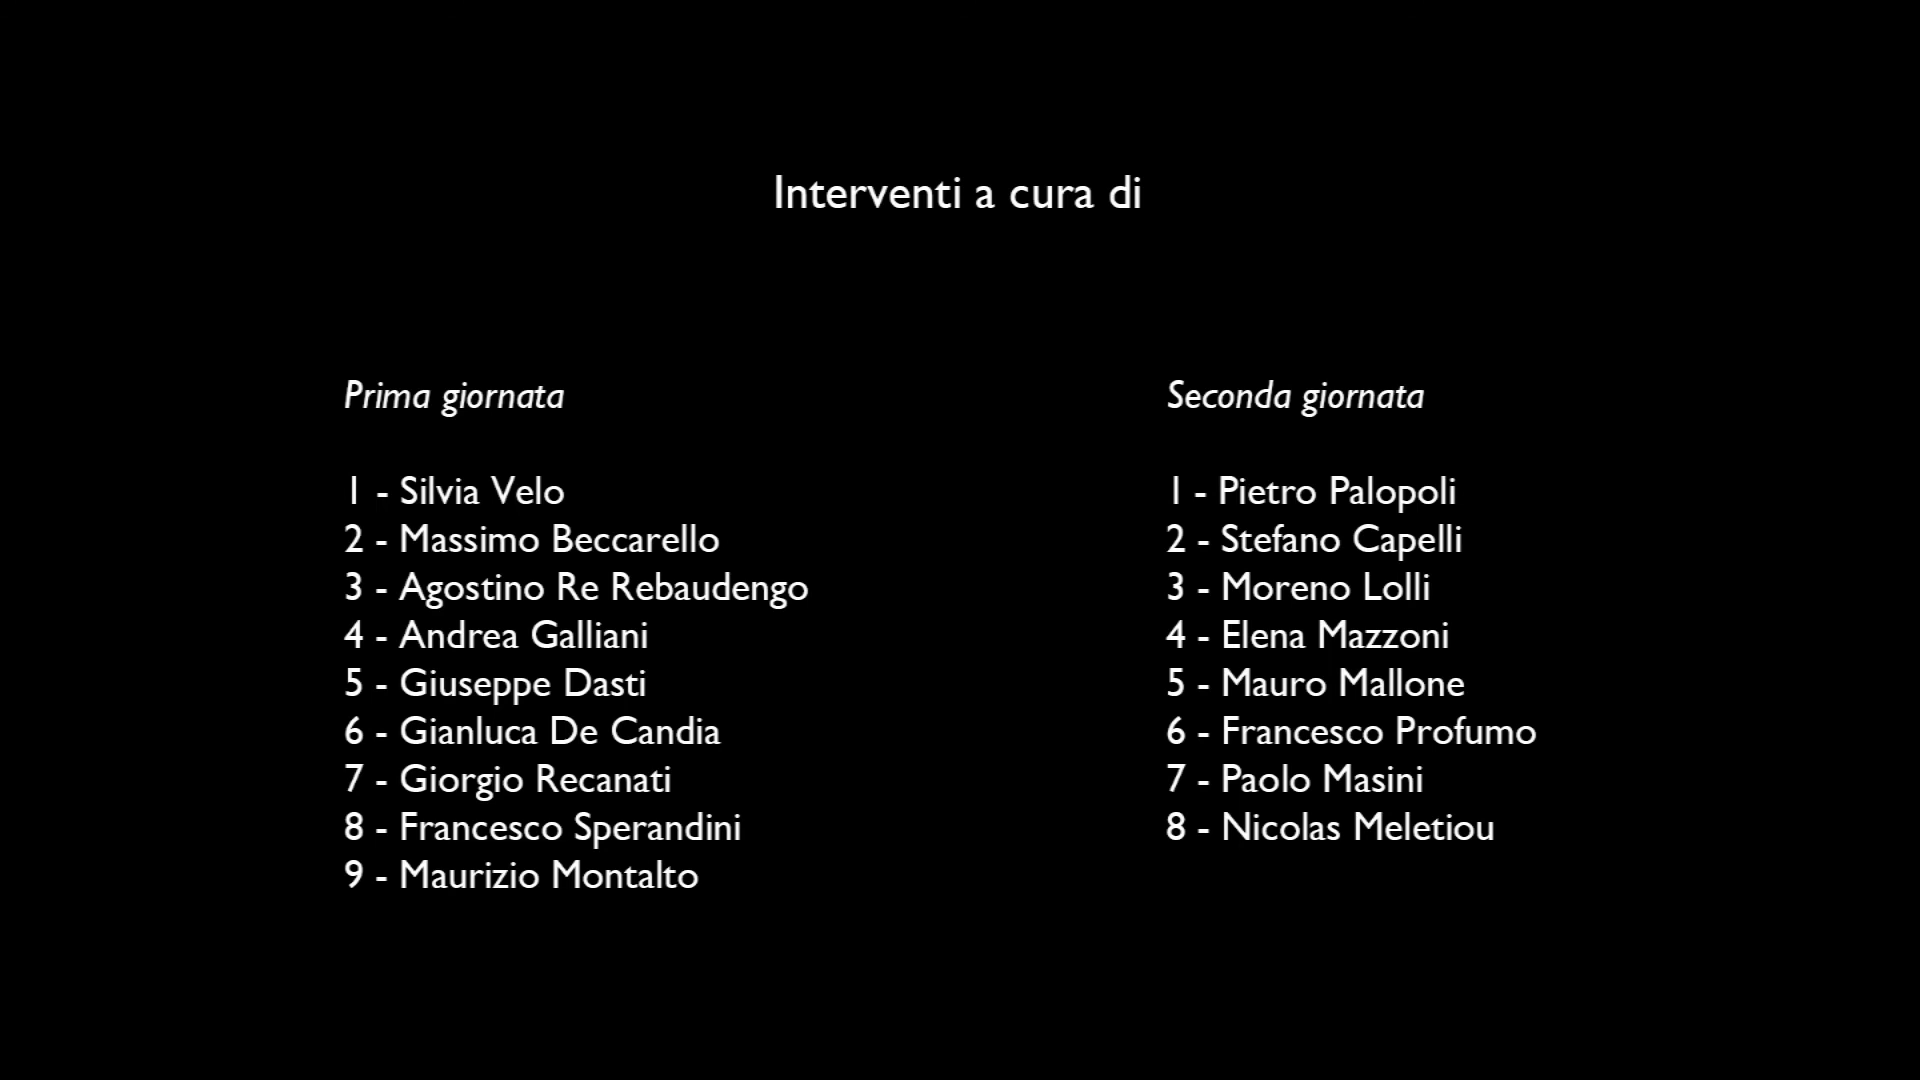 Interventi a cura di
Prima giornata
1 - Silvia Velo
2 - Massimo Beccarello
3 - Agostino Re Rebaudengo
4 - Andrea Galliani
5 - Giuseppe Dasti
6 - Gianluca De Candia
7 - Giorgio Recanati
8 - Francesco Sperandini
9 - Maurizio Montalto
Seconda giornata
1 - Pietro Palopoli
2 - Stefano Capelli
3 - Moreno Lolli
4 - Elena Mazzoni
5 - Mauro Mallone
6 - Francesco Profumo
7 - Paolo Masini
8 - Nicolas Meletiou